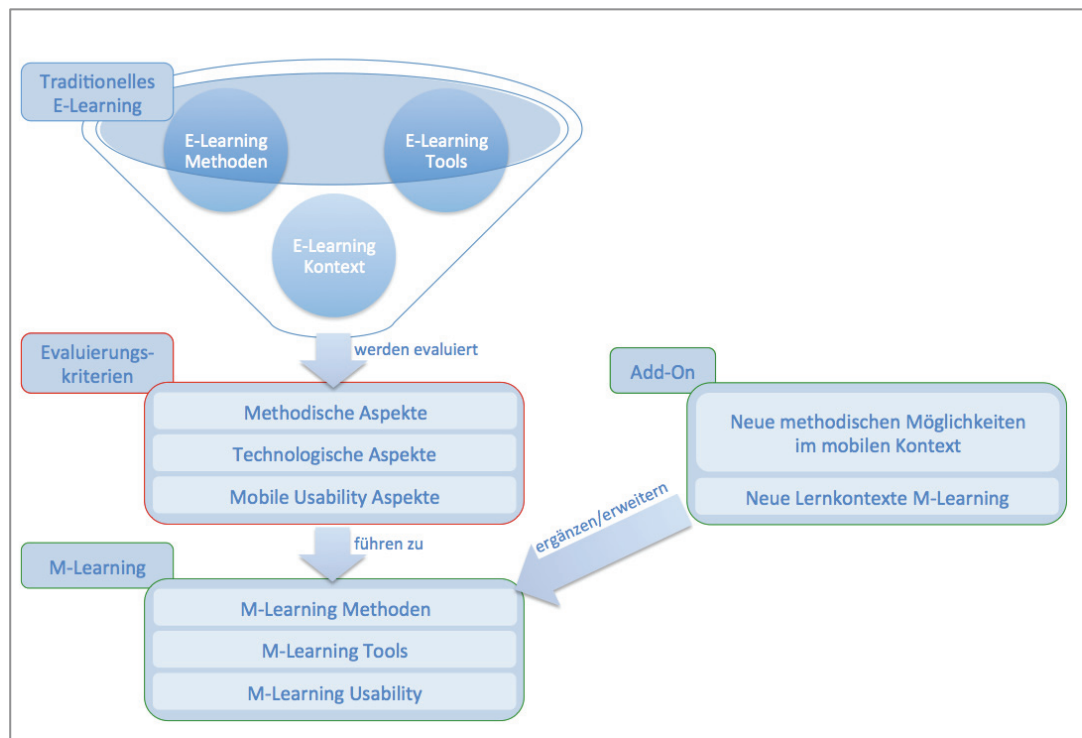 Traditionelles
E-Learning
E-Learning
Methoden
E-Learning
Tools
E-Learning
Kontext
werden evaluiert
Evaluierungs-
kriterien
Methodische Aspekte
Technologische Aspekte
Mobile Usability Aspekte
Add-On
Neue methodischen Möglichkeiten
im mobilen Kontext
Neue Lernkontexte M-Learning
ergänzen/erweitern
führen zu
M-Learning
M-Learning Methoden
M-Learning Tools
M-Learning Usability